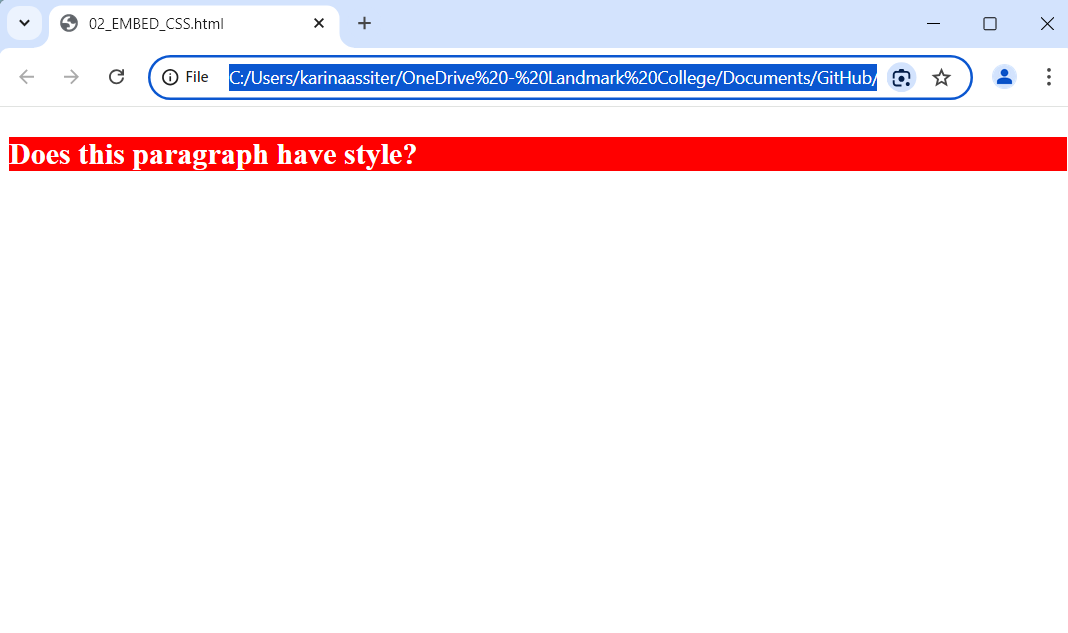 02_EMBED_CSS.html
File C:/Users/karinaassiter/OneDrive%20-%20Landmark%20College/Documents/GitHub/
Does this paragraph have style?